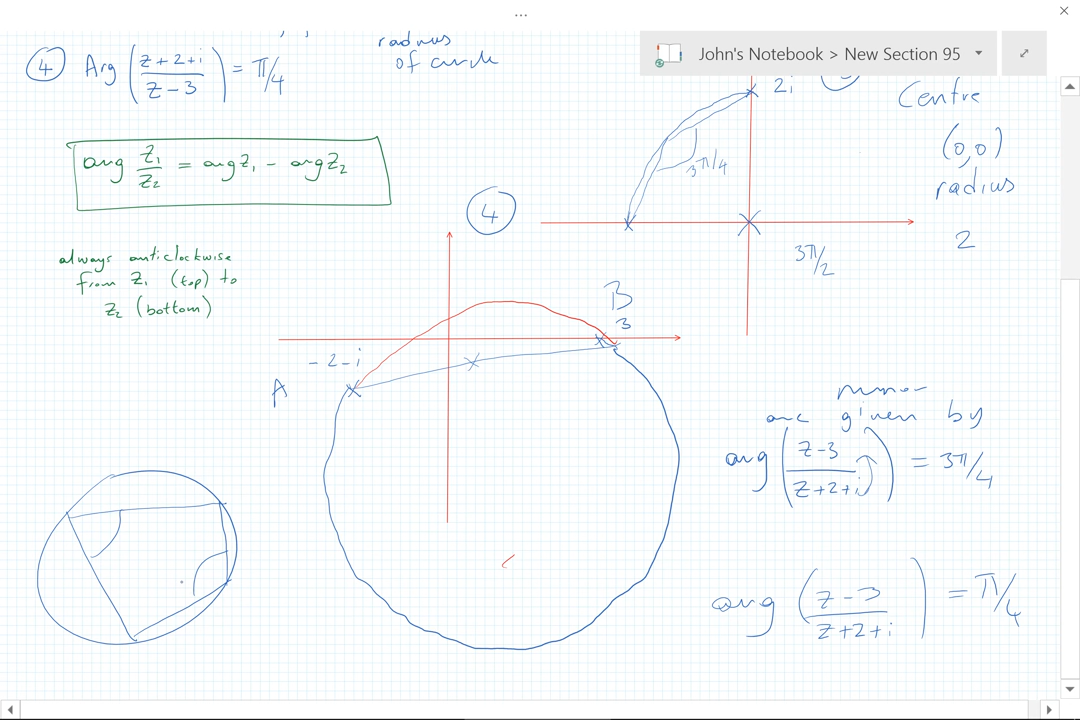 ...
John's Notebook > New Section 95
radius
of circle
④ Arg (z+2+i / z-3) = π/4
arg z₁/z₂ = arg z₁ - arg z₂
always anticlockwise
from z₁ (top) to
z₂ (bottom)
2i
3π/4
3π/2
Centre
(0,0)
radius
2
④
B
3
-2-i
A
minor
arc given by
arg (z-3 / z+2+i) = 3π/4
arg (z-3 / z+2+i) = π/4